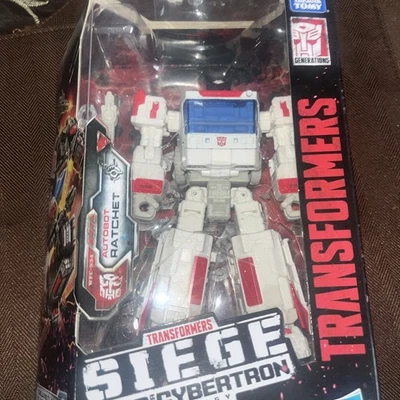 TAKARA
TOMY
GENERATIONS
TRANSFORMERS
AUTOBOT
RATCHET
TRANSFORMERS
SIEGE
CYBERTRON